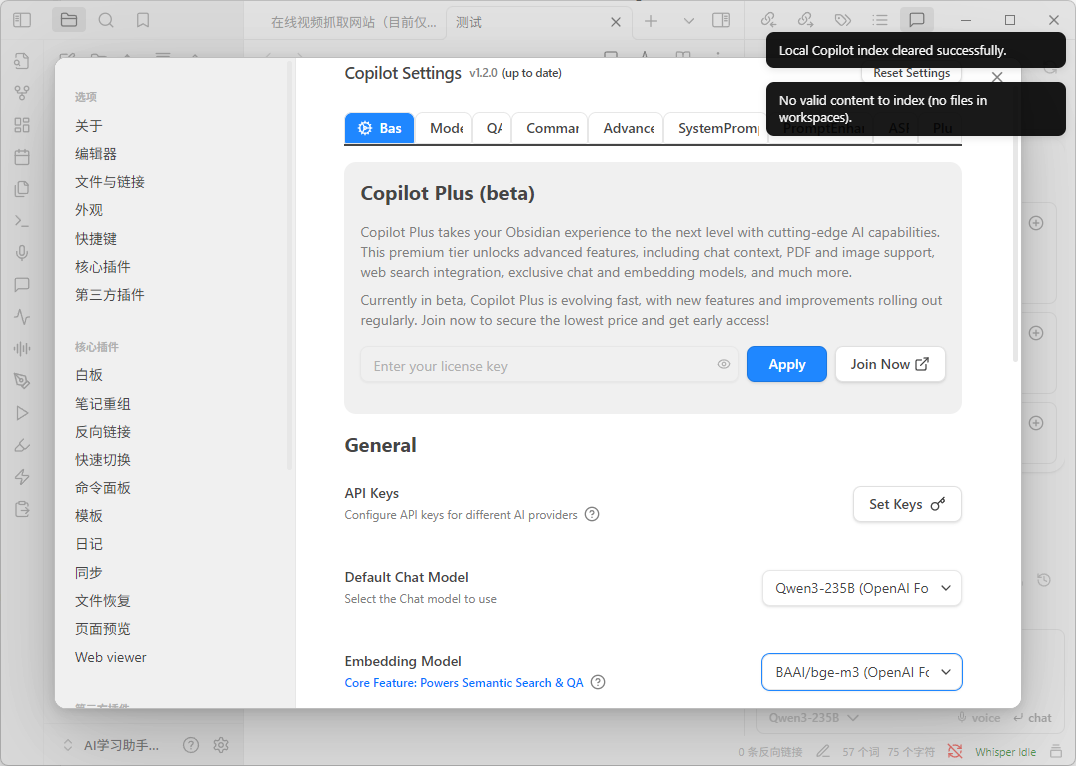 在线视频抓取网站（目前仅...
测试
Local Copilot index cleared successfully.
No valid content to index (no files in
workspaces).
选项
关于
编辑器
文件与链接
外观
快捷键
核心插件
第三方插件
核心插件
白板
笔记重组
反向链接
快速切换
命令面板
模板
日记
同步
文件恢复
页面预览
Web viewer
第三方插件
Copilot Settings v1.2.0 (up to date)
Reset Settings
Bas
Mode
QA
Comman
Advance
SystemPromp
PromptEnhan
ASI
Plu
Copilot Plus (beta)
Copilot Plus takes your Obsidian experience to the next level with cutting-edge AI capabilities.
This premium tier unlocks advanced features, including chat context, PDF and image support,
web search integration, exclusive chat and embedding models, and much more.
Currently in beta, Copilot Plus is evolving fast, with new features and improvements rolling out
regularly. Join now to secure the lowest price and get early access!
Enter your license key
Apply
Join Now
General
API Keys
Configure API keys for different AI providers
Set Keys
Default Chat Model
Select the Chat model to use
Qwen3-235B (OpenAI Fo
Embedding Model
Core Feature: Powers Semantic Search & QA
BAAI/bge-m3 (OpenAI Fo
Qwen3-235B
voice
chat
AI学习助手...
0 条反向链接
57 个词
75 个字符
Whisper Idle